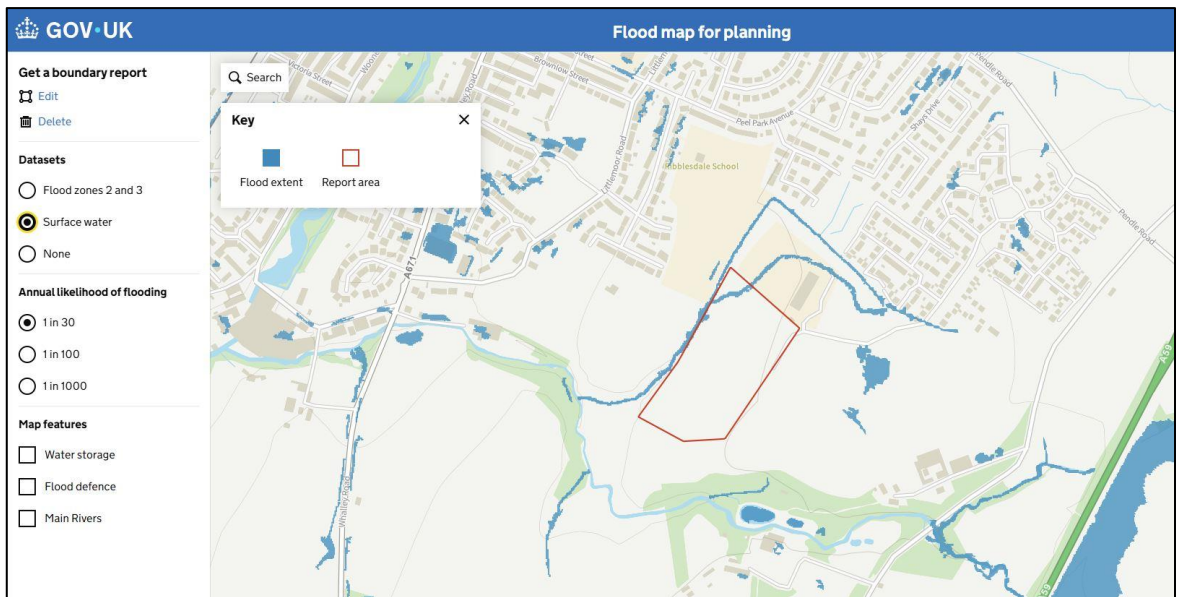 GOV·UK
Flood map for planning
Get a boundary report
Edit
Delete
Datasets
Flood zones 2 and 3
Surface water
None
Annual likelihood of flooding
1 in 30
1 in 100
1 in 1000
Map features
Water storage
Flood defence
Main Rivers
Search
Key
Flood extent
Report area
Victoria Street
Brownlow Street
Peel Park Avenue
Shays Drive
Pendle Road
Pendle Road
Littlemoor Road
Ribblesdale School
A671
Whalley Road
A59
A59